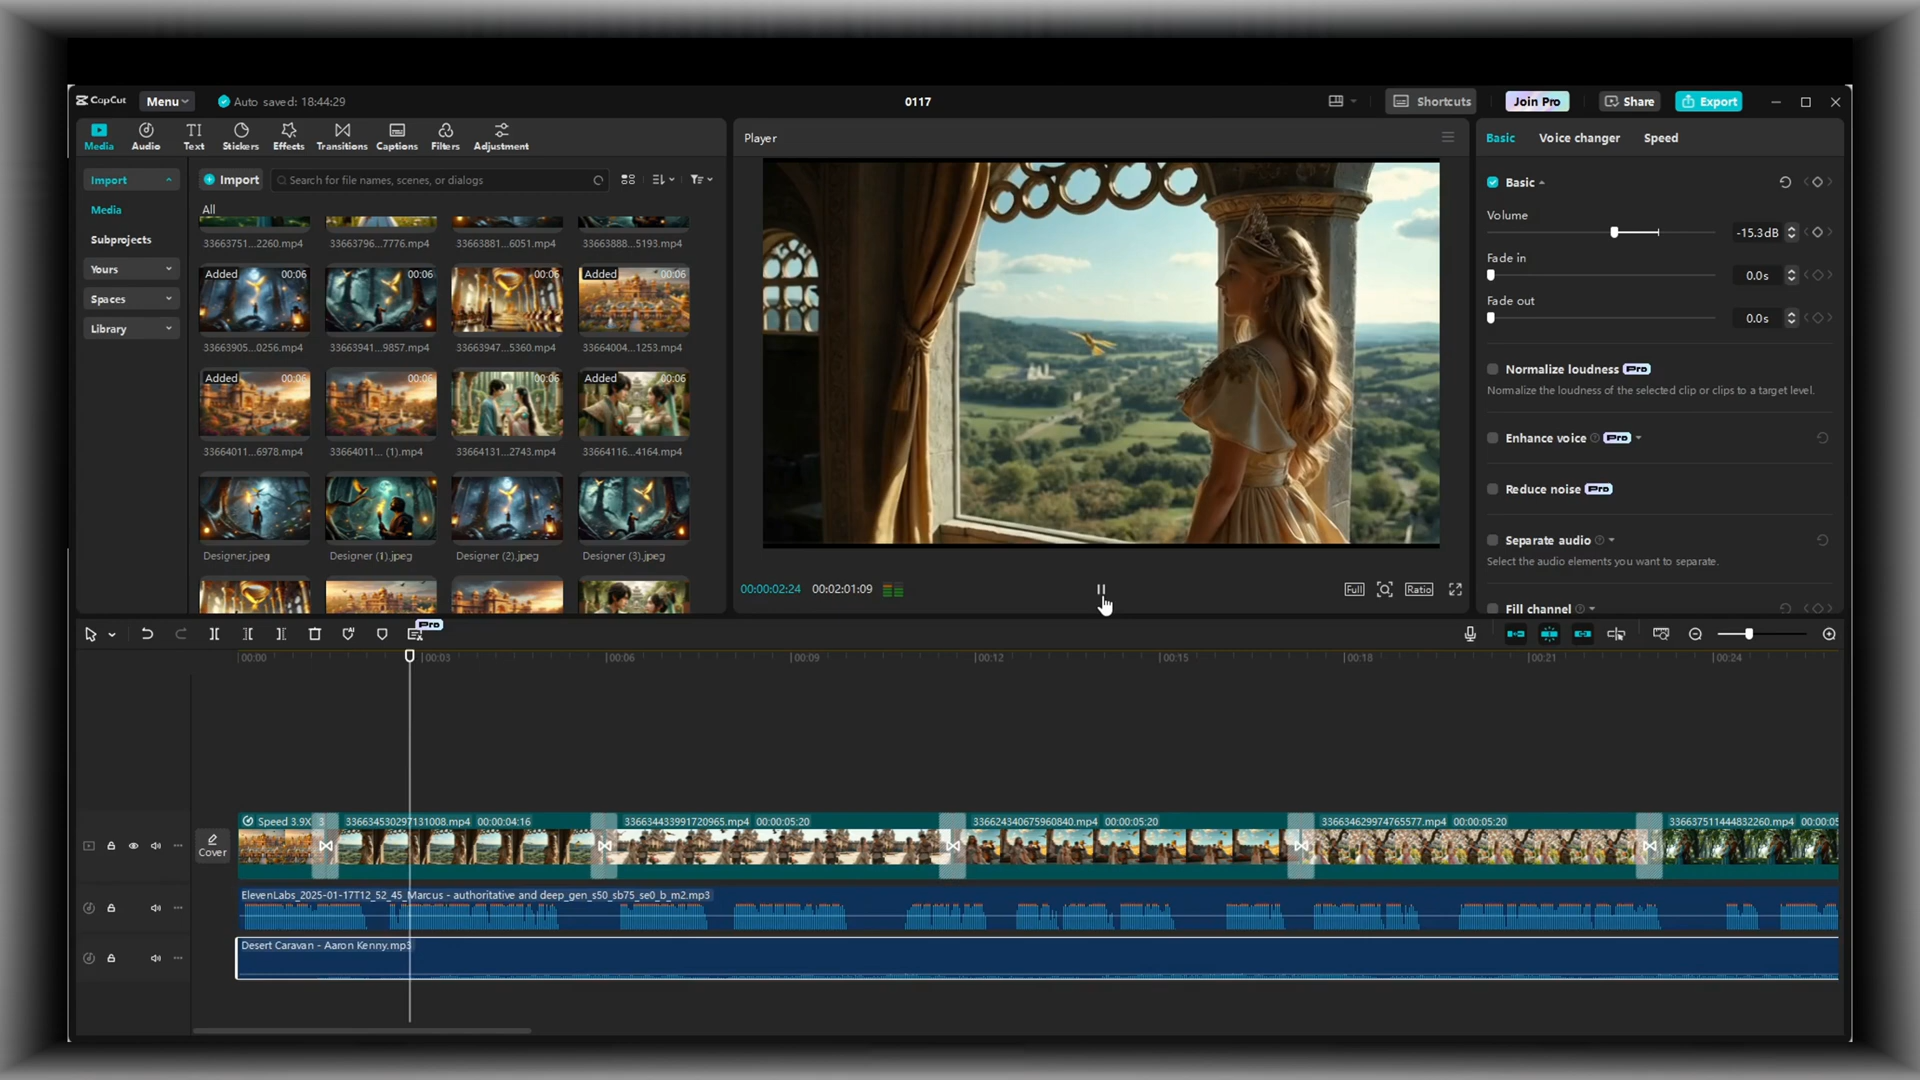 CapCut Menu Auto saved: 18:44:29 0117 Shortcuts Join Pro Share Export
Media Audio Text Stickers Effects Transitions Captions Filters Adjustment
Import
Media
Subprojects
Yours
Spaces
Library
Import Search for file names, scenes, or dialogs
All
33663751...2260.mp4 33663796...7776.mp4 33663881...6051.mp4 33663888...5193.mp4
Added 00:06 00:06 00:06 Added 00:06
33663905...0256.mp4 33663941...9857.mp4 33663947...5360.mp4 33664004...1253.mp4
Added 00:06 00:06 00:06 Added 00:06
33664011...6978.mp4 33664011... (1).mp4 33664131...2743.mp4 33664116...4164.mp4
Designer.jpeg Designer (1).jpeg Designer (2).jpeg Designer (3).jpeg
Player
00:00:02:24 00:02:01:09 Full Ratio
Basic Voice changer Speed
Basic
Volume
-15.3dB
Fade in
0.0s
Fade out
0.0s
Normalize loudness Pro
Normalize the loudness of the selected clip or clips to a target level.
Enhance voice Pro
Reduce noise Pro
Separate audio
Select the audio elements you want to separate.
Fill channel
Pro
00:00 00:03 00:06 00:09 00:12 00:15 00:18 00:21 00:24
Cover
Speed 3.9X 3 336634530297131008.mp4 00:00:04:16 336634433991720965.mp4 00:00:05:20 336624340675960840.mp4 00:00:05:20 336634629974765577.mp4 00:00:05:20 336637511444832260.mp4 00:00:05
ElevenLabs_2025-01-17T12_52_45_Marcus - authoritative and deep_gen_s50_sb75_se0_b_m2.mp3
Desert Caravan - Aaron Kenny.mp3